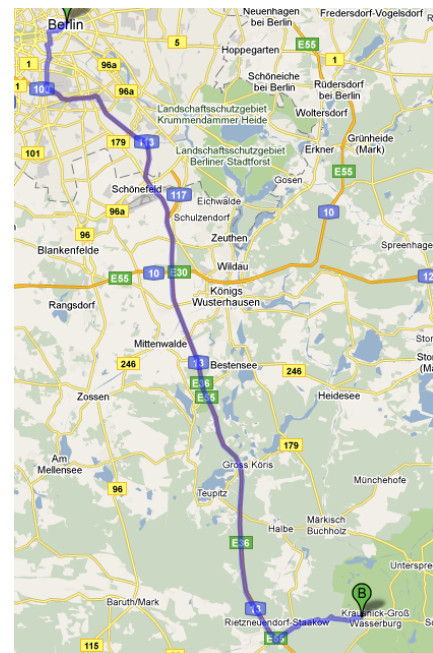 Neuenhagen
bei Berlin
Fredersdorf-Vogelsdorf
Berlin
5
E55
Hoppegarten
1
96a
1
Schöneiche
bei Berlin
Rüdersdorf
bei Berlin
1
100
96a
Landschaftsschutzgebiet
Krummendammer Heide
Woltersdorf
113
179
101
Erkner
Grünheide
(Mark)
Landschaftsschutzgebiet
Berliner Stadtforst
E55
Gosen
Schönefeld
117
Eichwalde
96a
Schulzendorf
10
96
Zeuthen
Spreenhagen
Blankenfelde
E55
10
E30
Wildau
12
Rangsdorf
Königs
Wusterhausen
Mittenwalde
13
Bestensee
246
246
E36
E55
Heidesee
Zossen
179
Am
Mellensee
Gross Köris
96
Teupitz
Münchehofe
Halbe
Märkisch
Buchholz
E36
Unterspre
B
Baruth/Mark
13
Krausnick-Groß
Wasserburg
Rietzneuendorf-Staakow
115
E55